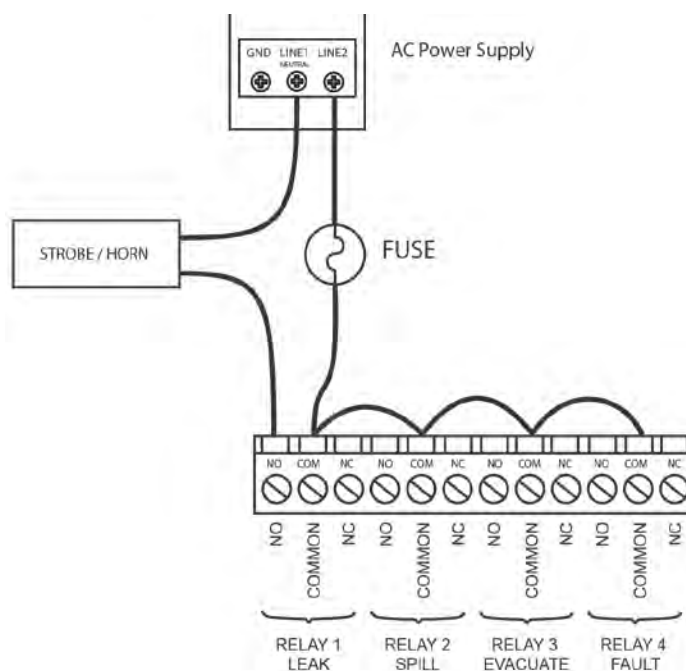 AC Power Supply
GND LINE1 LINE2
NEUTRAL
STROBE / HORN
FUSE
NO COM NC NO COM NC NO COM NC NO COM NC
NO COMMON NC NO COMMON NC NO COMMON NC NO COMMON NC
RELAY 1 RELAY 2 RELAY 3 RELAY 4
LEAK SPILL EVACUATE FAULT